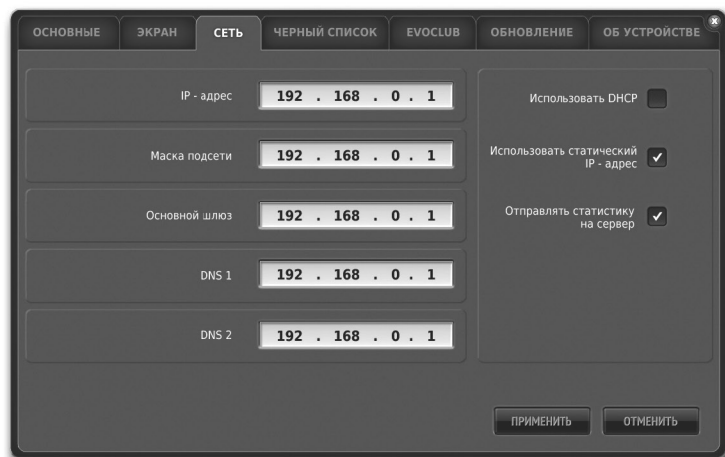 ОСНОВНЫЕ ЭКРАН СЕТЬ ЧЕРНЫЙ СПИСОК EVOCLUB ОБНОВЛЕНИЕ ОБ УСТРОЙСТВЕ
IP - адрес 192 . 168 . 0 . 1
Маска подсети 192 . 168 . 0 . 1
Основной шлюз 192 . 168 . 0 . 1
DNS 1 192 . 168 . 0 . 1
DNS 2 192 . 168 . 0 . 1
Использовать DHCP
Использовать статический
IP - адрес
Отправлять статистику
на сервер
ПРИМЕНИТЬ ОТМЕНИТЬ